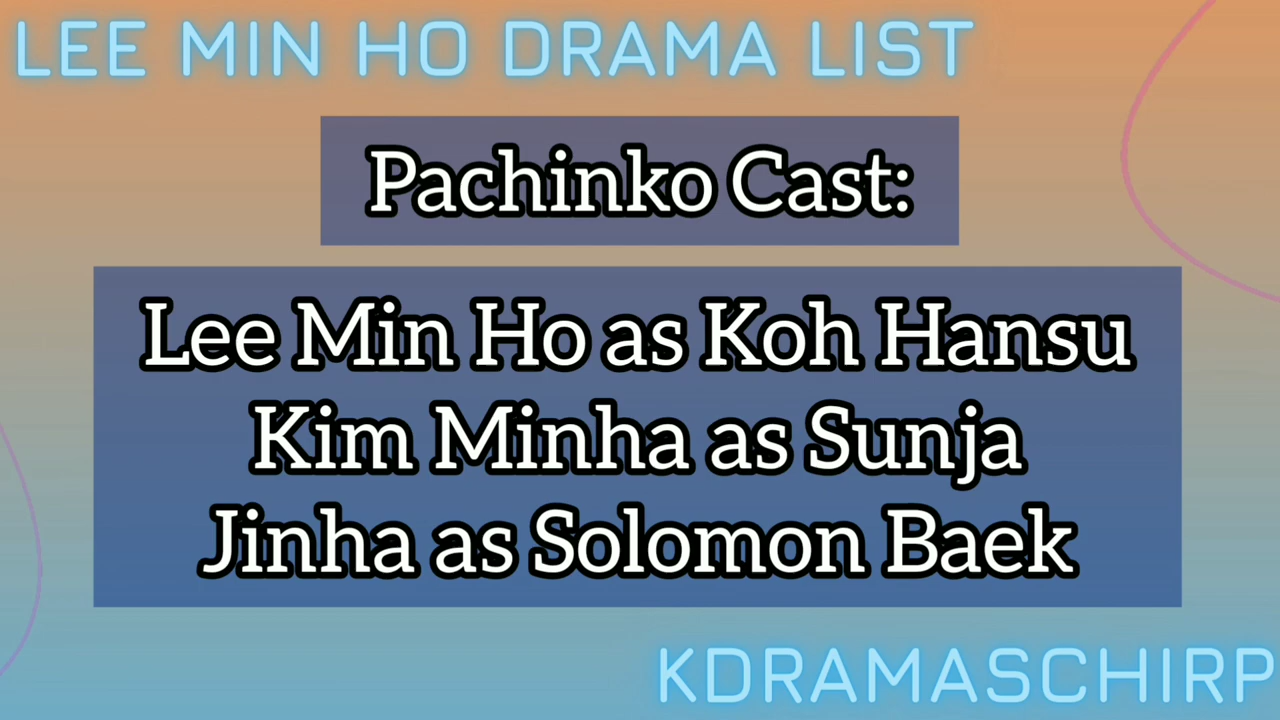 LEE MIN HO DRAMA LIST
Pachinko Cast:
Lee Min Ho as Koh Hansu
Kim Minha as Sunja
Jinha as Solomon Baek
KDRAMASCHIRP